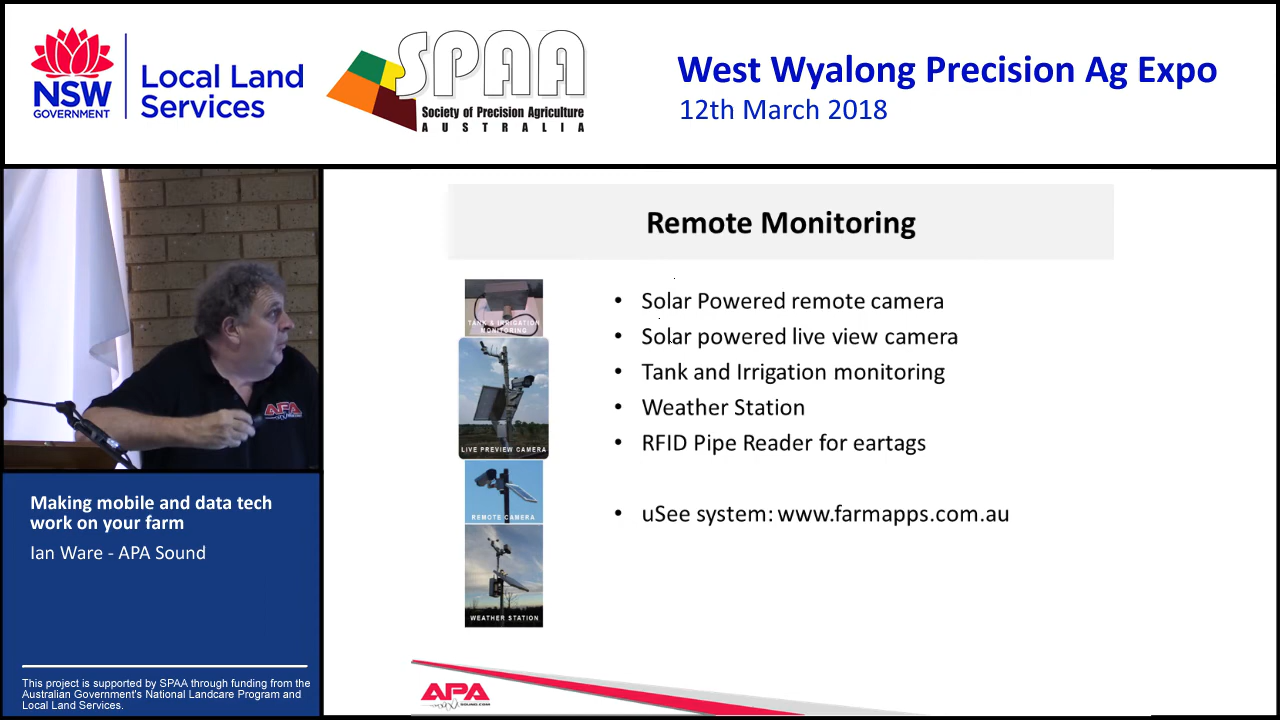 NSW
GOVERNMENT
Local Land
Services
SPAA
Society of Precision Agriculture
AUSTRALIA
West Wyalong Precision Ag Expo
12th March 2018
APA
Making mobile and data tech
work on your farm
Ian Ware - APA Sound
This project is supported by SPAA through funding from the
Australian Government's National Landcare Program and
Local Land Services.
Remote Monitoring
TANK & IRRIGATION
MONITORING
LIVE PREVIEW CAMERA
REMOTE CAMERA
WEATHER STATION
• Solar Powered remote camera
• Solar powered live view camera
• Tank and Irrigation monitoring
• Weather Station
• RFID Pipe Reader for eartags
• uSee system: www.farmapps.com.au
APA
SOUND.COM